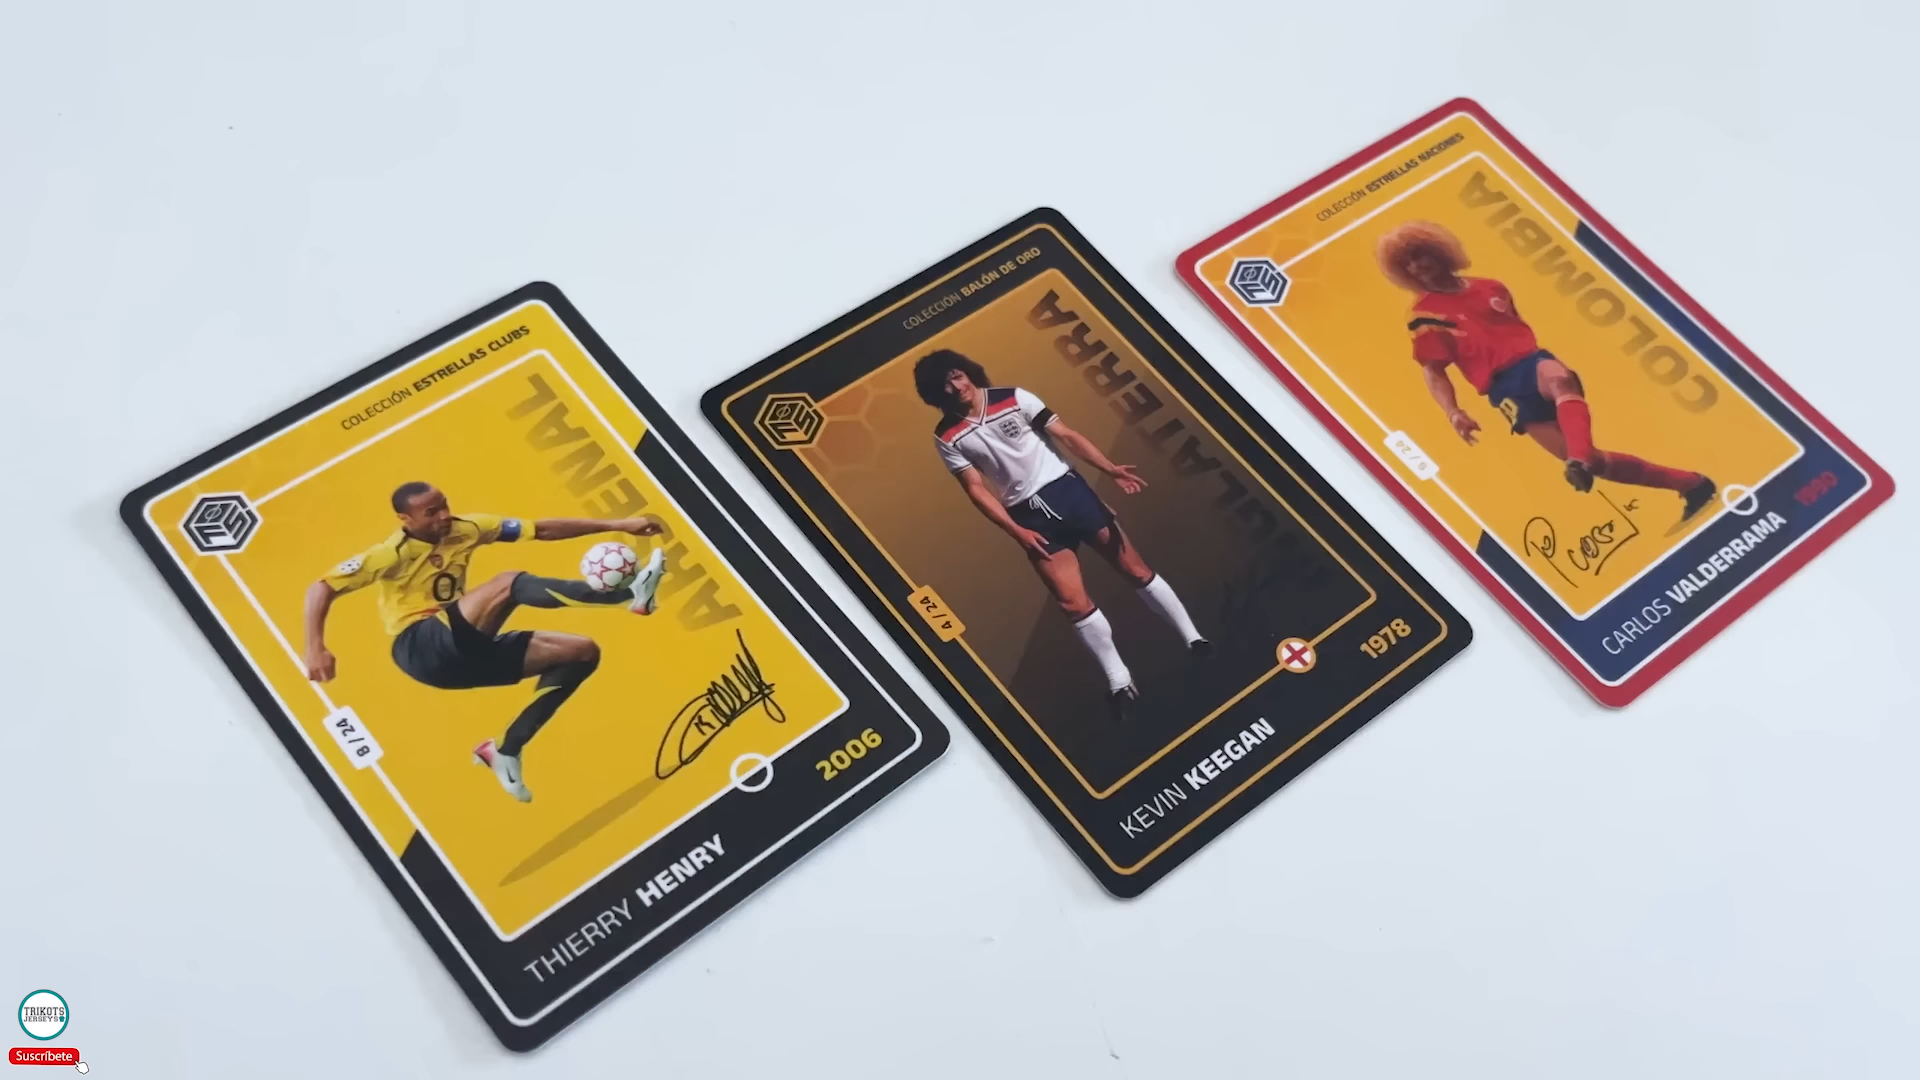 COLECCIÓN ESTRELLAS CLUBS
ARSENAL
8/24
2006
THIERRY HENRY
COLECCIÓN BALÓN DE ORO
INGLATERRA
4/24
1978
KEVIN KEEGAN
COLECCIÓN ESTRELLAS NACIONES
COLOMBIA
1990
CARLOS VALDERRAMA
TRIKOTS
JERSEYS
Suscríbete